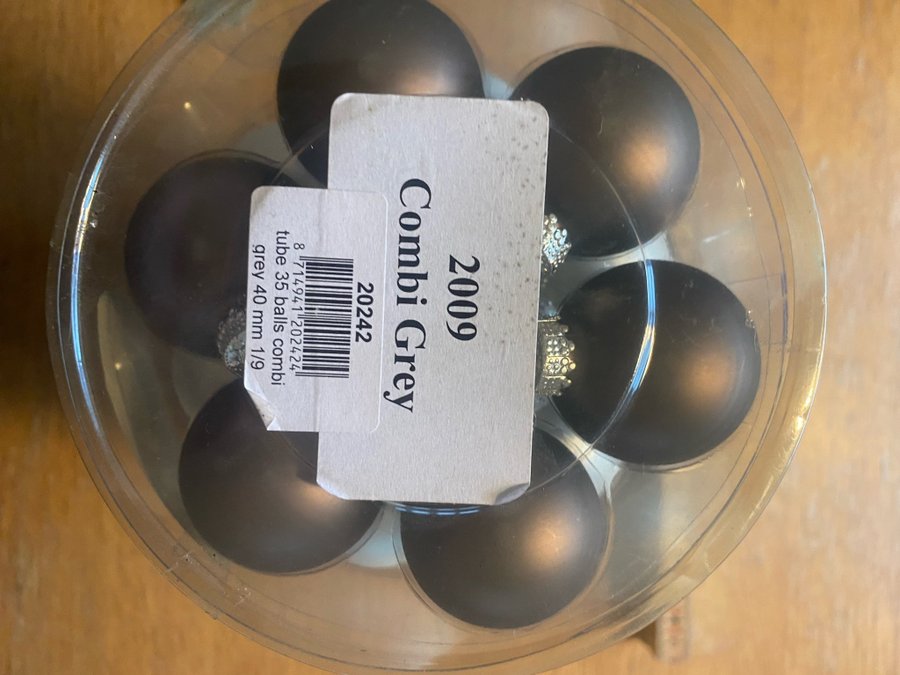 2009
Combi Grey
20242
8 714941 202424
tube 35 balls combi
grey 40 mm 1/9